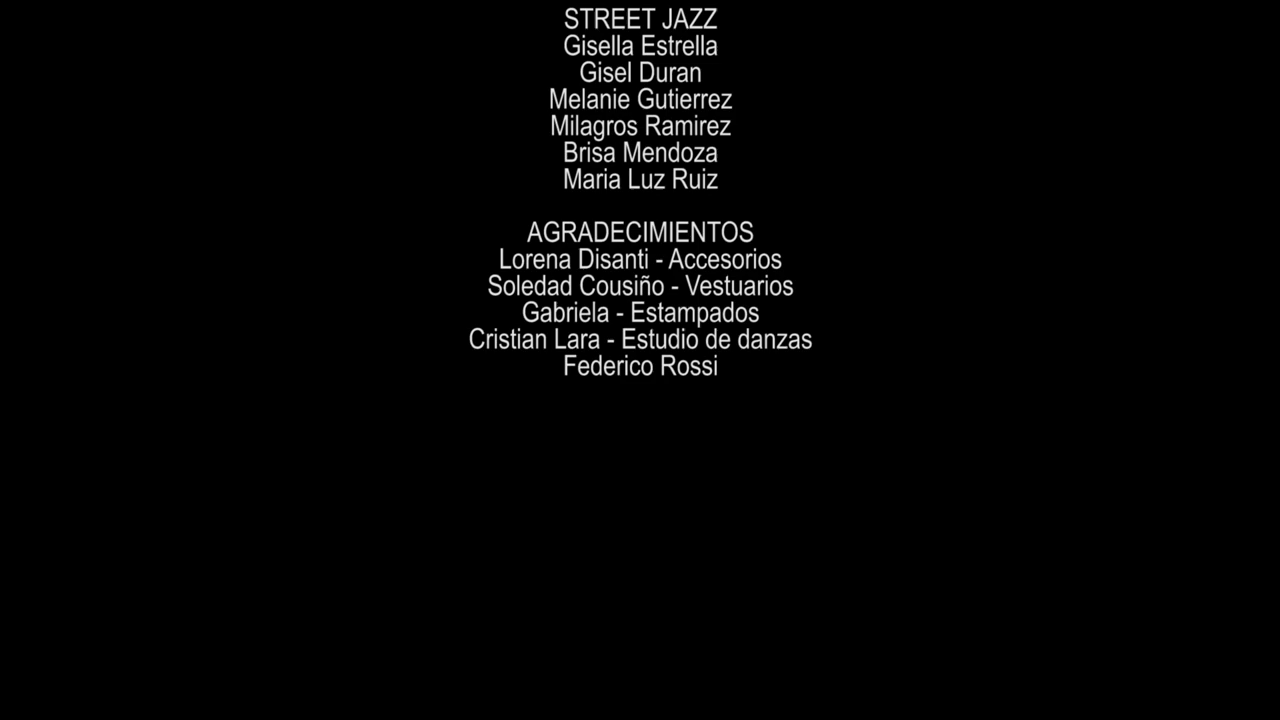 STREET JAZZ
Gisella Estrella
Gisel Duran
Melanie Gutierrez
Milagros Ramirez
Brisa Mendoza
Maria Luz Ruiz
AGRADECIMIENTOS
Lorena Disanti - Accesorios
Soledad Cousiño - Vestuarios
Gabriela - Estampados
Cristian Lara - Estudio de danzas
Federico Rossi